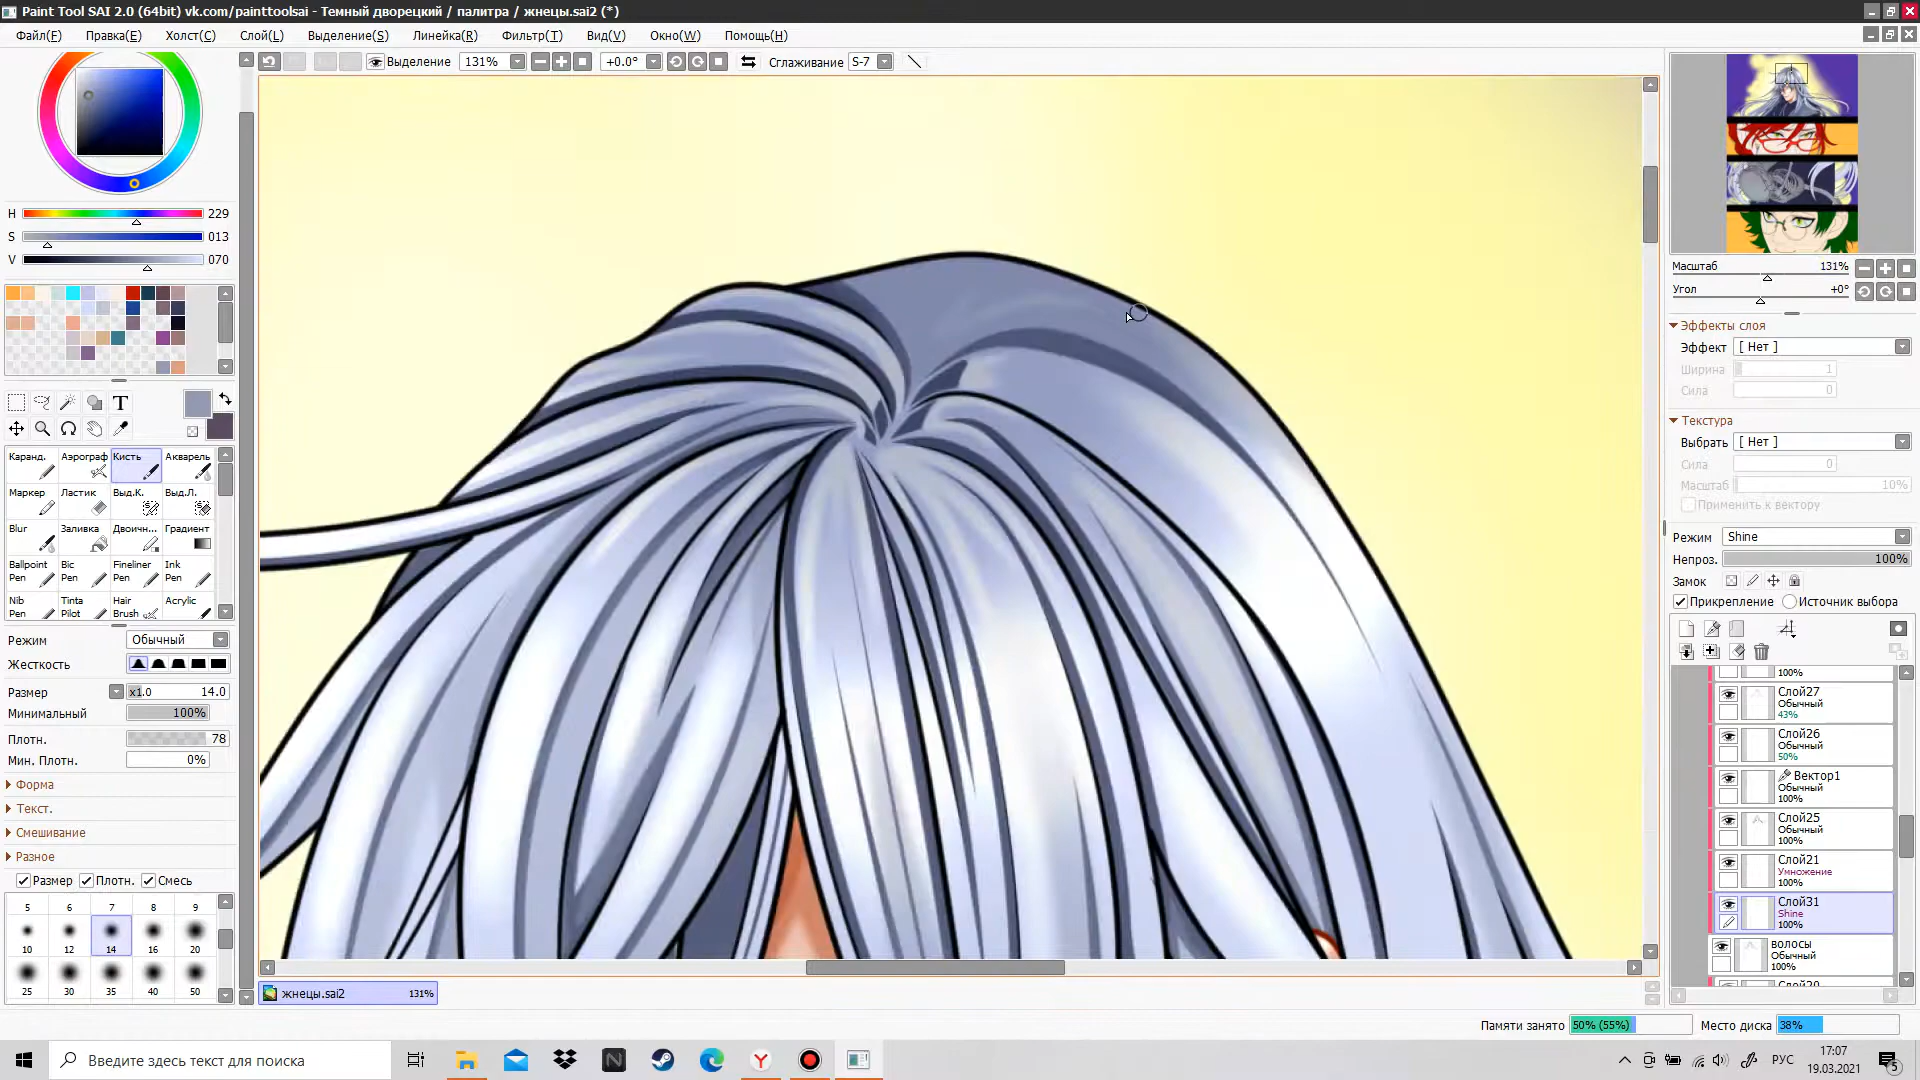 Paint Tool SAI 2.0 (64bit) vk.com/painttoolsai - Темный дворецкий / палитра / жнецы.sai2 (*)
Файл(F) Правка(E) Холст(C) Слой(L) Выделение(S) Линейка(R) Фильтр(T) Вид(V) Окно(W) Помощь(H)
Выделение 131% +0.0° Сглаживание S-7
H 229
S 013
V 070
T
Каранд. Аэрограф Кисть Акварель
Маркер Ластик Выд.К. Выд.Л.
Blur Заливка Двоичн... Градиент
Ballpoint Pen Bic Pen Fineliner Pen Ink Pen
Nib Pen Tinta Pilot Hair Brush Acrylic
Режим Обычный
Жесткость
Размер x1.0 14.0
Минимальный 100%
Плотн. 78
Мин. Плотн. 0%
Форма
Текст.
Смешивание
Разное
Размер Плотн. Смесь
5 6 7 8 9
10 12 14 16 20
25 30 35 40 50
жнецы.sai2 131%
Масштаб 131%
Угол +0°
Эффекты слоя
Эффект [ Нет ]
Ширина 1
Сила 0
Текстура
Выбрать [ Нет ]
Сила 0
Масштаб 10%
Применить к вектору
Режим Shine
Непроз. 100%
Замок
Прикрепление Источник выбора
100%
Слой27
Обычный
43%
Слой26
Обычный
50%
Вектор1
Обычный
100%
Слой25
Обычный
100%
Слой21
Умножение
100%
Слой31
Shine
100%
волосы
Обычный
100%
Слой20
Памяти занято 50% (55%) Место диска 38%
Введите здесь текст для поиска
N
Y
РУС
17:07
19.03.2021
5